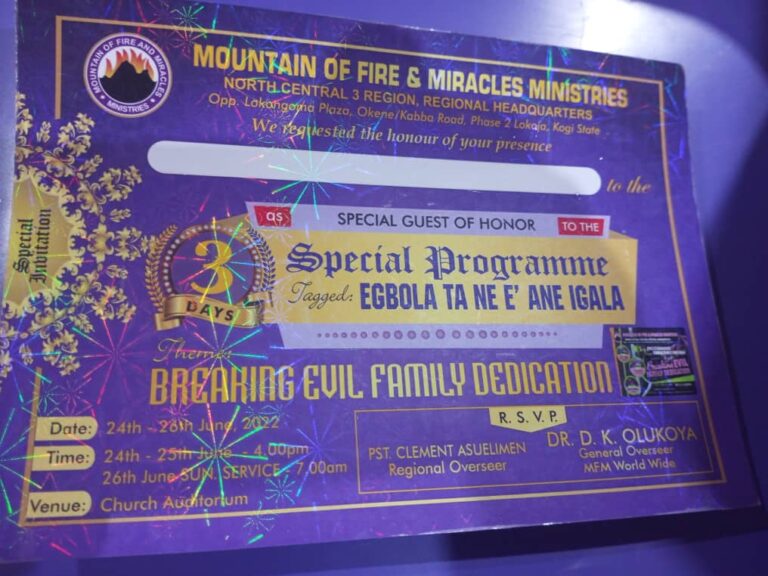 MOUNTAIN OF FIRE AND MIRACLES
MINISTRIES
MOUNTAIN OF FIRE & MIRACLES MINISTRIES
NORTH CENTRAL 3 REGION, REGIONAL HEADQUARTERS
Opp. Lakongoma Plaza, Okene/Kabba Road, Phase 2 Lokoja, Kogi State
We requested the honour of your presence
to the
Special
Invitation
as SPECIAL GUEST OF HONOR TO THE
3
DAYS
Special Programme
Tagged: EGBOLA TA NE E' ANE IGALA
Theme:
BREAKING EVIL FAMILY DEDICATION
Date: 24th - 26th June, 2022
Time: 24th - 25th June - 4.00pm
26th June SUN. SERVICE - 7.00am
Venue: Church Auditorium
R. S. V. P.
PST. CLEMENT ASUELIMEN
Regional Overseer
DR. D. K. OLUKOYA
General Overseer
MFM World Wide